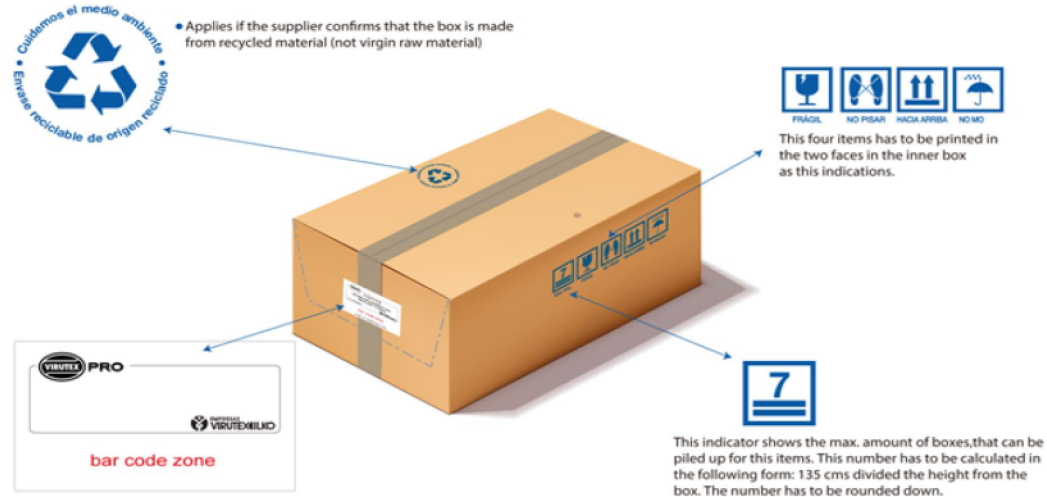 Cuidemos el medio ambiente
Envase reciclable de origen reciclado
• Applies if the supplier confirms that the box is made
from recycled material (not virgin raw material)
FRÁGIL NO PISAR HACIA ARRIBA NO MO
This four items has to be printed in
the two faces in the inner box
as this indications.
7
bar code zone
VIRUTEX PRO
EMPRESAS
VIRUTEXIILKO
bar code zone
7
This indicator shows the max. amount of boxes,that can be
piled up for this items. This number has to be calculated in
the following form: 135 cms divided the height from the
box. The number has to be rounded down.